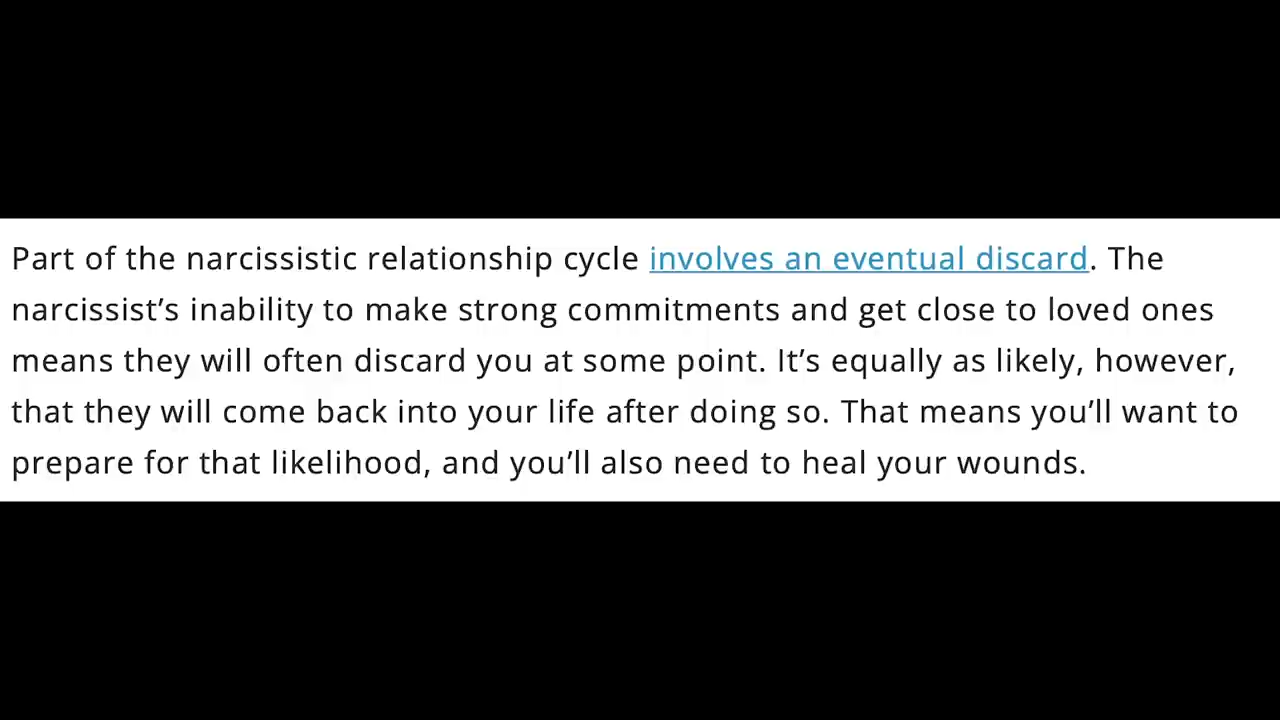 Part of the narcissistic relationship cycle involves an eventual discard. The
narcissist’s inability to make strong commitments and get close to loved ones
means they will often discard you at some point. It’s equally as likely, however,
that they will come back into your life after doing so. That means you’ll want to
prepare for that likelihood, and you’ll also need to heal your wounds.